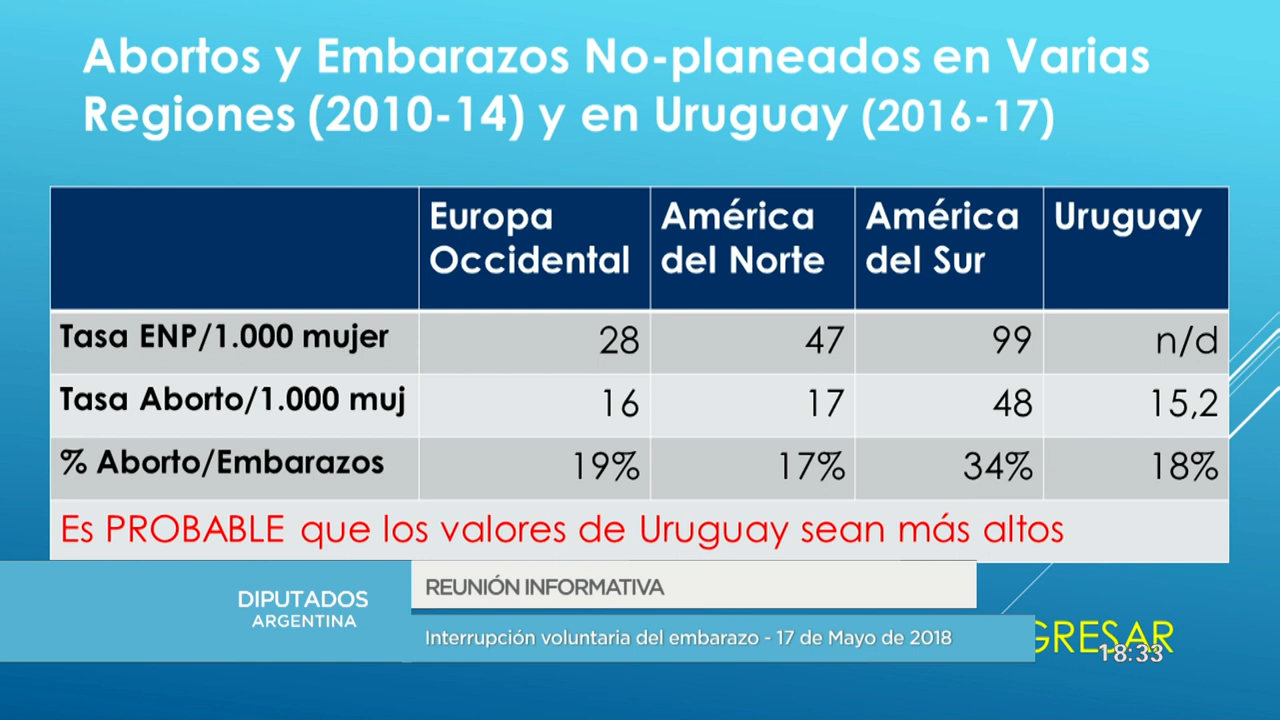 Abortos y Embarazos No-planeados en Varias
Regiones (2010-14) y en Uruguay (2016-17)
Europa Occidental América del Norte América del Sur Uruguay
Tasa ENP/1.000 mujer 28 47 99 n/d
Tasa Aborto/1.000 muj 16 17 48 15,2
% Aborto/Embarazos 19% 17% 34% 18%
Es PROBABLE que los valores de Uruguay sean más altos
DIPUTADOS
ARGENTINA
REUNIÓN INFORMATIVA
Interrupción voluntaria del embarazo - 17 de Mayo de 2018
18:33